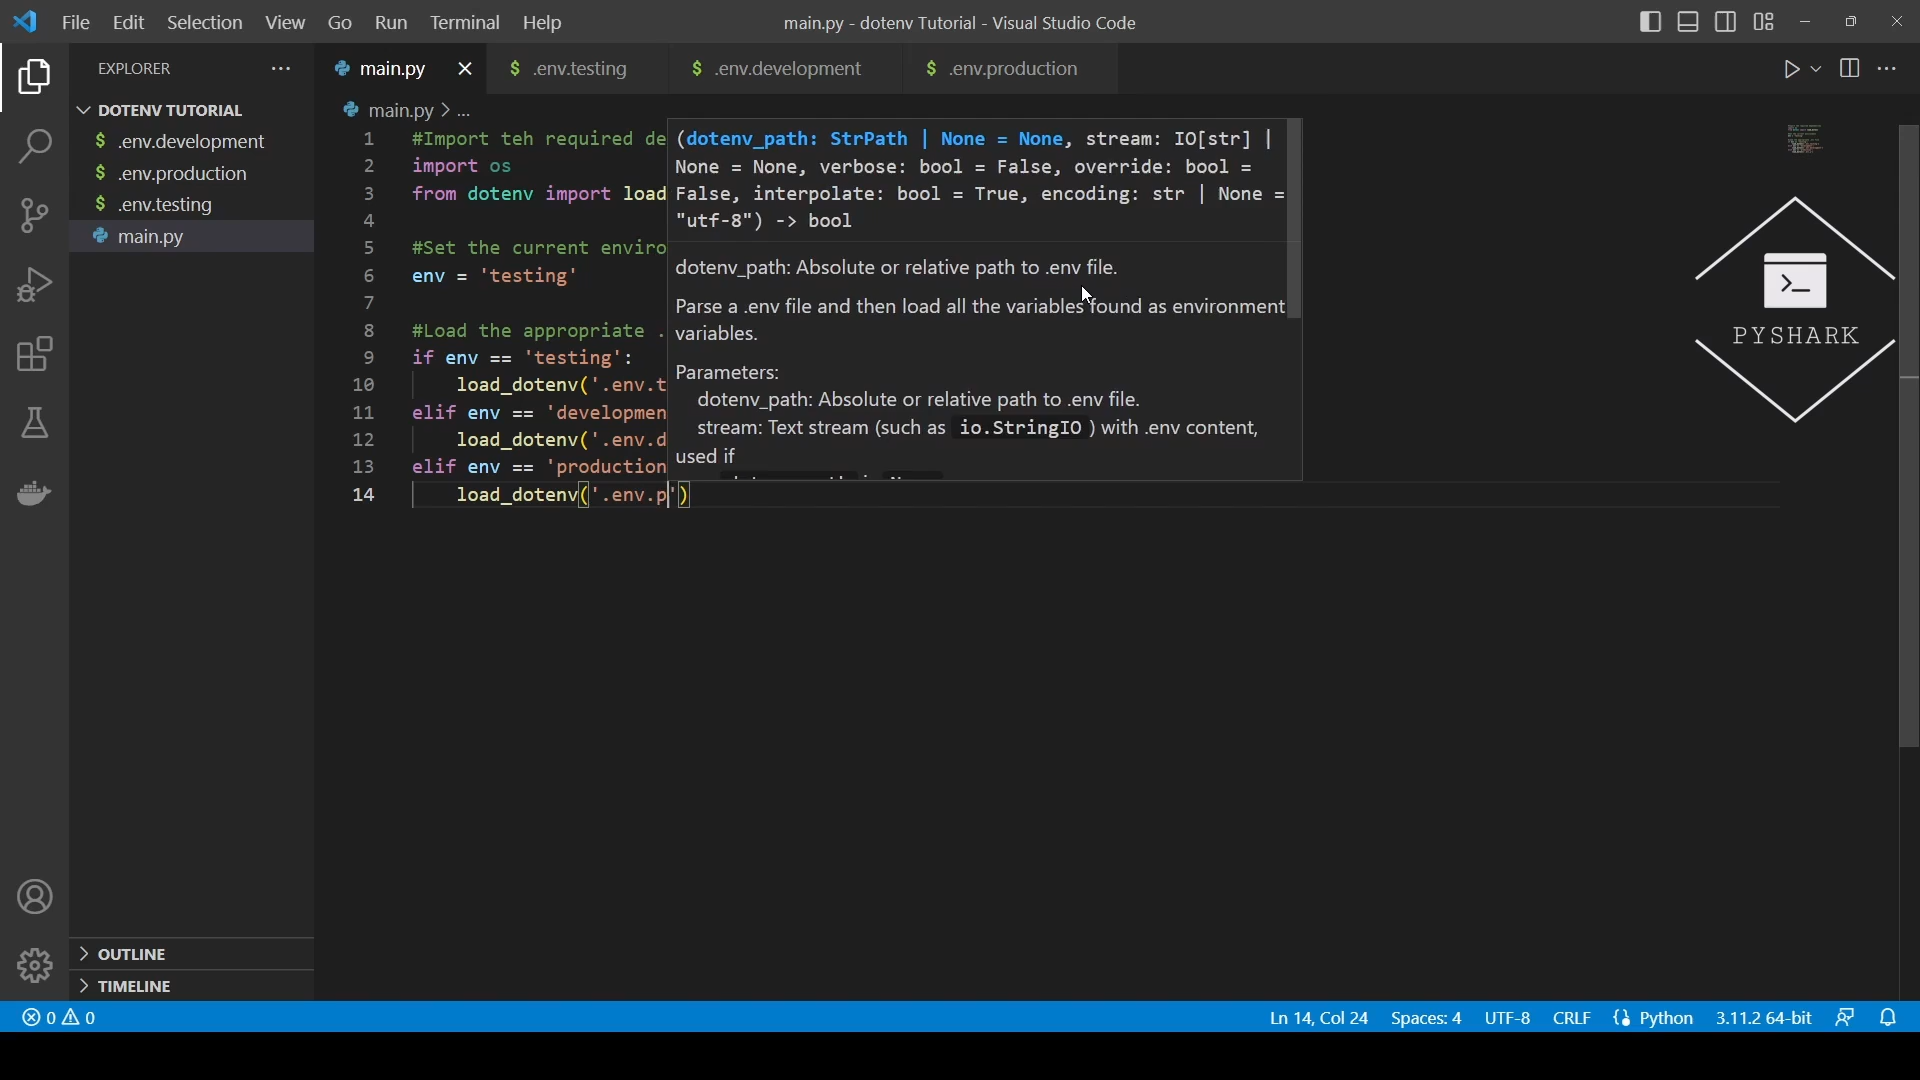 File Edit Selection View Go Run Terminal Help main.py - dotenv Tutorial - Visual Studio Code
EXPLORER ... main.py $ .env.testing $ .env.development $ .env.production
DOTENV TUTORIAL
$ .env.development
$ .env.production
$ .env.testing
main.py
main.py > ...
1 #Import teh required de
2 import os
3 from dotenv import load
4
5 #Set the current enviro
6 env = 'testing'
7
8 #Load the appropriate .
9 if env == 'testing':
10 load_dotenv('.env.t
11 elif env == 'developmen
12 load_dotenv('.env.d
13 elif env == 'production
14 load_dotenv('.env.p')
(dotenv_path: StrPath | None = None, stream: IO[str] |
None = None, verbose: bool = False, override: bool =
False, interpolate: bool = True, encoding: str | None =
"utf-8") -> bool
dotenv_path: Absolute or relative path to .env file.
Parse a .env file and then load all the variables found as environment
variables.
Parameters:
dotenv_path: Absolute or relative path to .env file.
stream: Text stream (such as io.StringIO ) with .env content,
used if
PYSHARK
OUTLINE
TIMELINE
0 0 Ln 14, Col 24 Spaces: 4 UTF-8 CRLF {} Python 3.11.2 64-bit